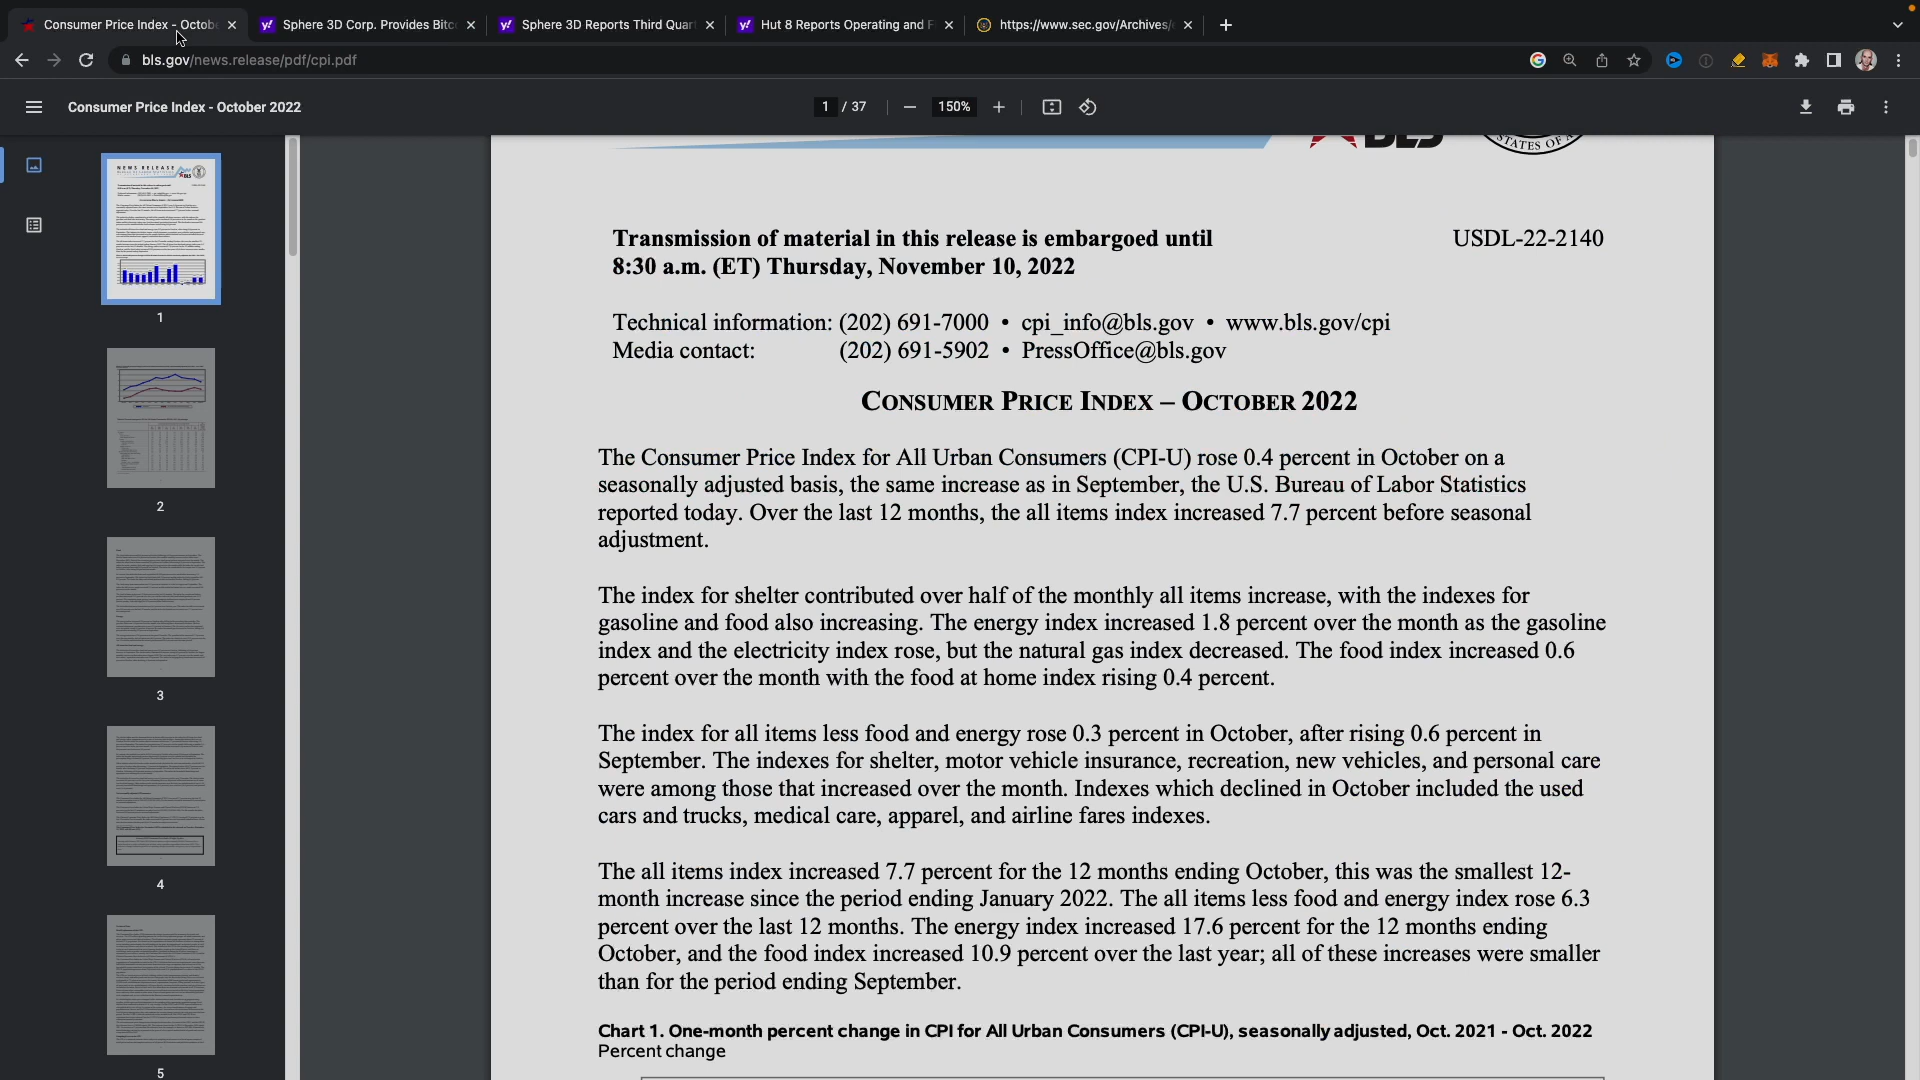 Consumer Price Index - Octob
Sphere 3D Corp. Provides Bitc
Sphere 3D Reports Third Quar
Hut 8 Reports Operating and F
https://www.sec.gov/Archives/
bls.gov/news.release/pdf/cpi.pdf
Consumer Price Index - October 2022
1 / 37
150%
NEWS RELEASE
BLS
STATES OF A
1
2
3
4
5
Transmission of material in this release is embargoed until
USDL-22-2140
8:30 a.m. (ET) Thursday, November 10, 2022
Technical information: (202) 691-7000 • cpi_info@bls.gov • www.bls.gov/cpi
Media contact: (202) 691-5902 • PressOffice@bls.gov
CONSUMER PRICE INDEX – OCTOBER 2022
The Consumer Price Index for All Urban Consumers (CPI-U) rose 0.4 percent in October on a
seasonally adjusted basis, the same increase as in September, the U.S. Bureau of Labor Statistics
reported today. Over the last 12 months, the all items index increased 7.7 percent before seasonal
adjustment.
The index for shelter contributed over half of the monthly all items increase, with the indexes for
gasoline and food also increasing. The energy index increased 1.8 percent over the month as the gasoline
index and the electricity index rose, but the natural gas index decreased. The food index increased 0.6
percent over the month with the food at home index rising 0.4 percent.
The index for all items less food and energy rose 0.3 percent in October, after rising 0.6 percent in
September. The indexes for shelter, motor vehicle insurance, recreation, new vehicles, and personal care
were among those that increased over the month. Indexes which declined in October included the used
cars and trucks, medical care, apparel, and airline fares indexes.
The all items index increased 7.7 percent for the 12 months ending October, this was the smallest 12-
month increase since the period ending January 2022. The all items less food and energy index rose 6.3
percent over the last 12 months. The energy index increased 17.6 percent for the 12 months ending
October, and the food index increased 10.9 percent over the last year; all of these increases were smaller
than for the period ending September.
Chart 1. One-month percent change in CPI for All Urban Consumers (CPI-U), seasonally adjusted, Oct. 2021 - Oct. 2022
Percent change